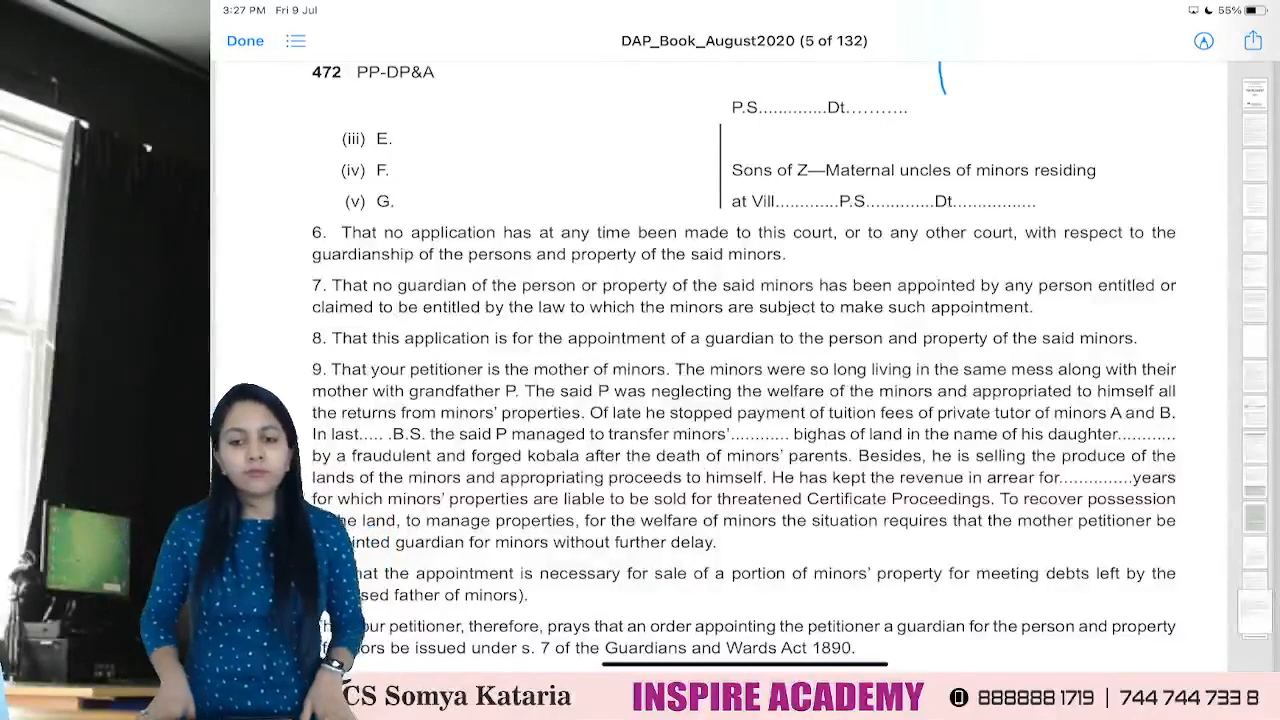 3:27 PM Fri 9 Jul
55%
Done
DAP_Book_August2020 (5 of 132)
472 PP-DP&A
P.S..............Dt...........
(iii) E.
(iv) F.
Sons of Z—Maternal uncles of minors residing
(v) G.
at Vill.............P.S..............Dt.................
6. That no application has at any time been made to this court, or to any other court, with respect to the
guardianship of the persons and property of the said minors.
7. That no guardian of the person or property of the said minors has been appointed by any person entitled or
claimed to be entitled by the law to which the minors are subject to make such appointment.
8. That this application is for the appointment of a guardian to the person and property of the said minors.
9. That your petitioner is the mother of minors. The minors were so long living in the same mess along with their
mother with grandfather P. The said P was neglecting the welfare of the minors and appropriated to himself all
the returns from minors' properties. Of late he stopped payment of tuition fees of private tutor of minors A and B.
In last..... .B.S. the said P managed to transfer minors'............ bighas of land in the name of his daughter............
by a fraudulent and forged kobala after the death of minors' parents. Besides, he is selling the produce of the
lands of the minors and appropriating proceeds to himself. He has kept the revenue in arrear for...............years
for which minors' properties are liable to be sold for threatened Certificate Proceedings. To recover possession
the land, to manage properties, for the welfare of minors the situation requires that the mother petitioner be
inted guardian for minors without further delay.
hat the appointment is necessary for sale of a portion of minors' property for meeting debts left by the
sed father of minors).
our petitioner, therefore, prays that an order appointing the petitioner a guardian for the person and property
ors be issued under s. 7 of the Guardians and Wards Act 1890.
CS Somya Kataria INSPIRE ACADEMY 888888 1719 | 744 744 733 8